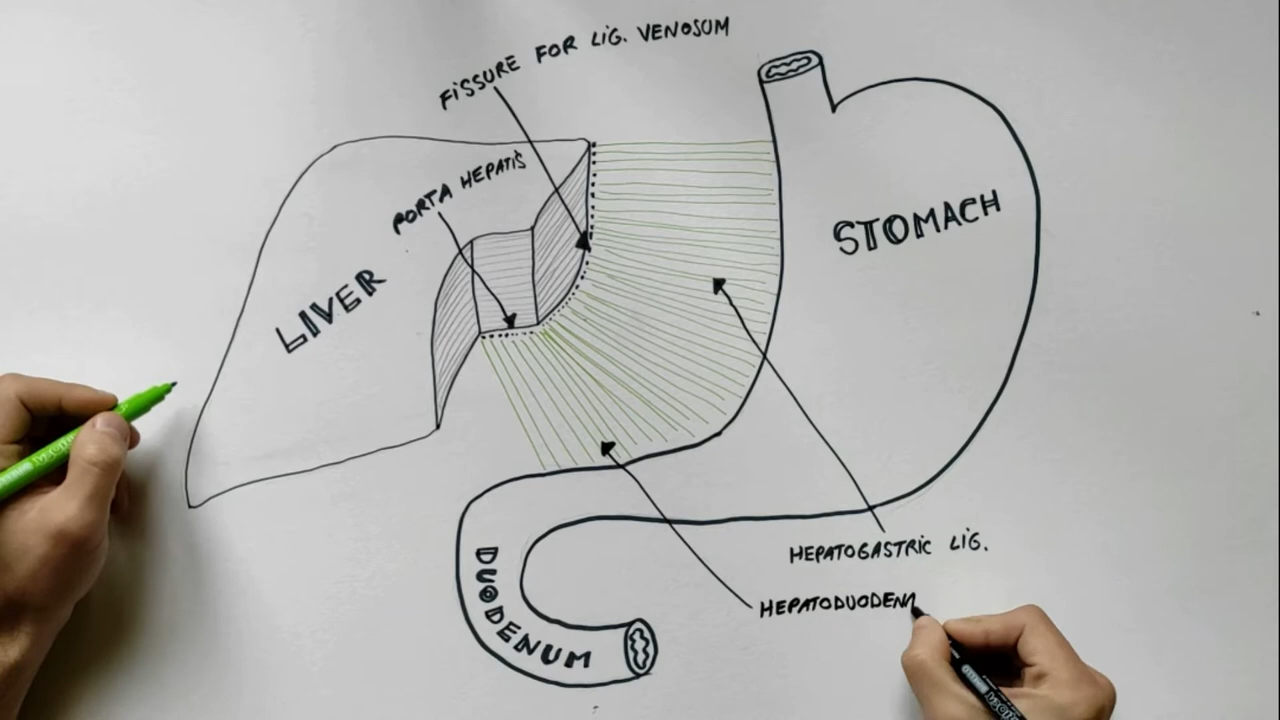 FISSURE FOR LIG. VENOSUM
PORTA HEPATIS
STOMACH
LIVER
HEPATOGASTRIC LIG.
HEPATODUODEN
DUODENUM